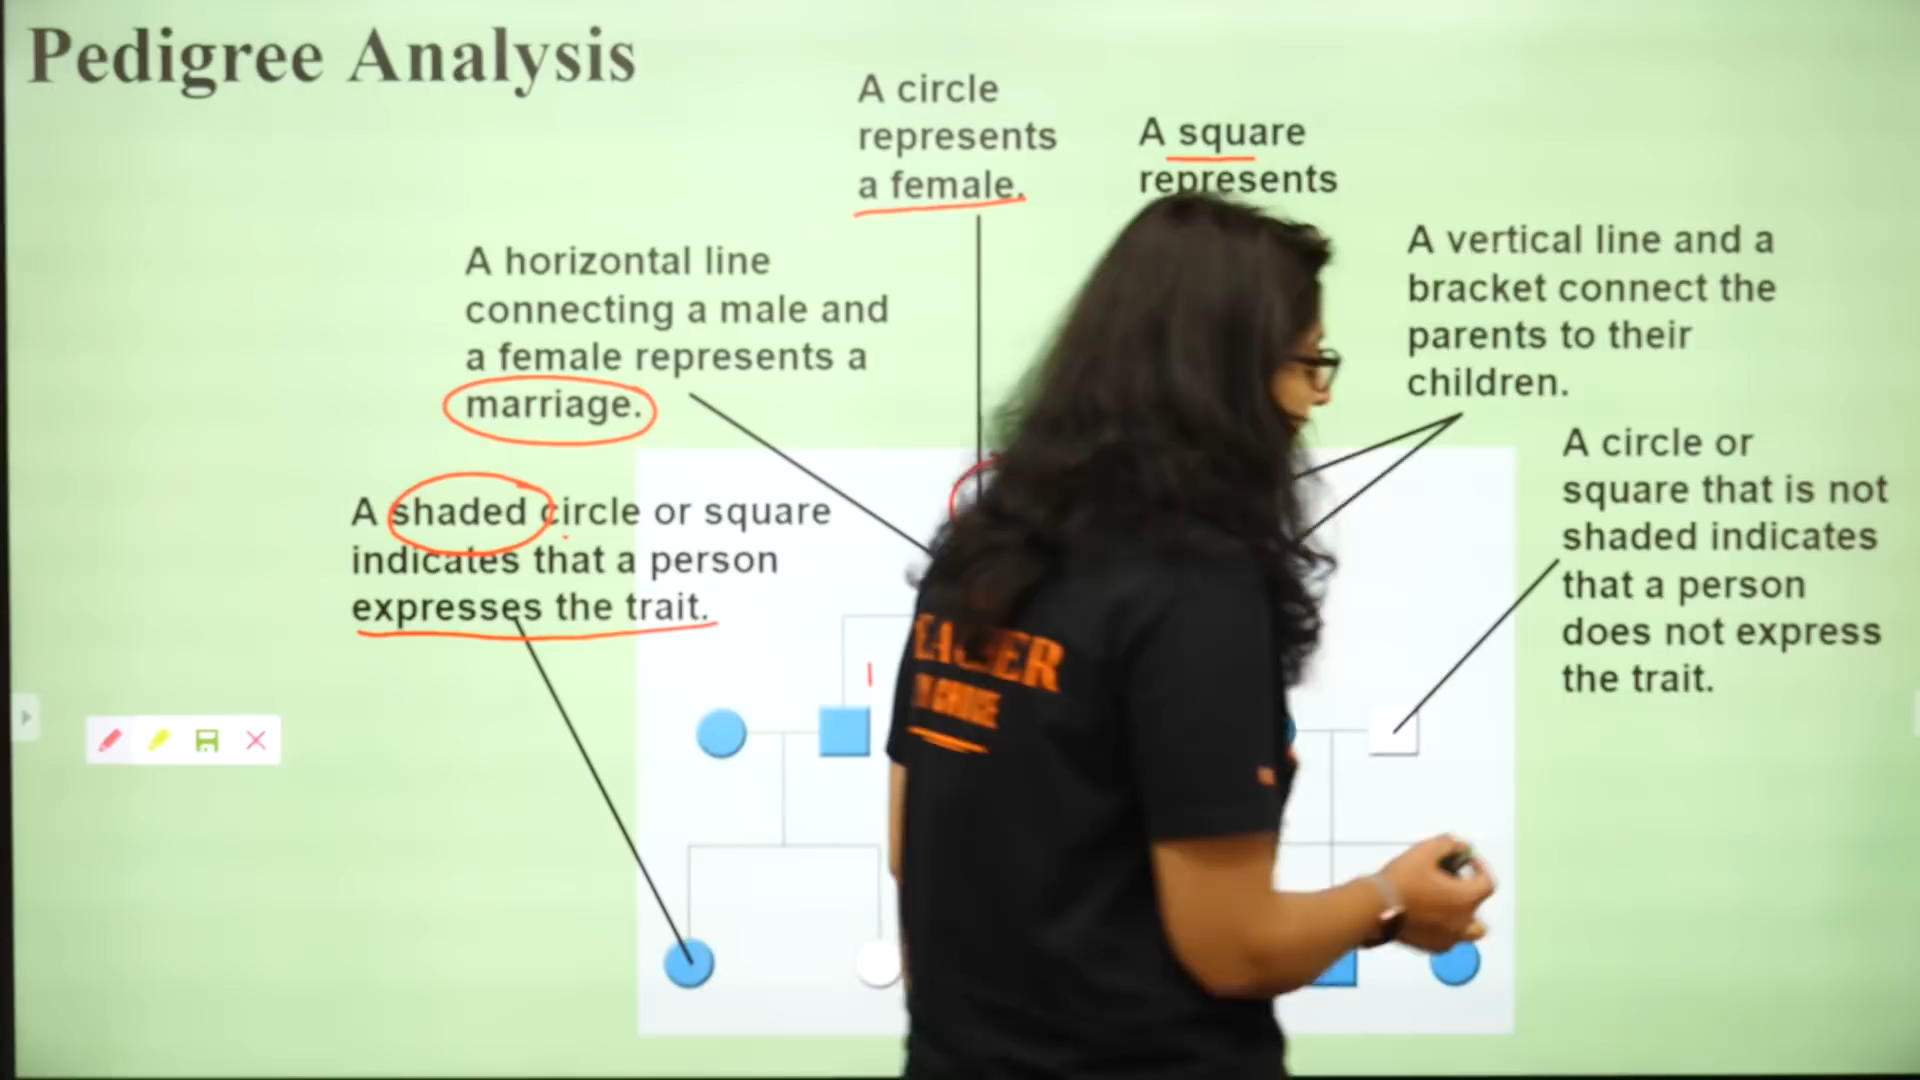 Pedigree Analysis
A circle
represents
a female.
A square
represents
A horizontal line
connecting a male and
a female represents a
marriage.
A vertical line and a
bracket connect the
parents to their
children.
A shaded circle or square
indicates that a person
expresses the trait.
A circle or
square that is not
shaded indicates
that a person
does not express
the trait.